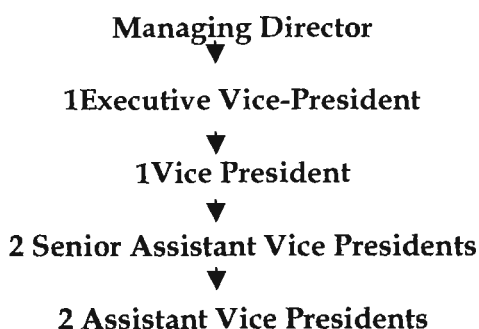 Managing Director
1Executive Vice-President
1Vice President
2 Senior Assistant Vice Presidents
2 Assistant Vice Presidents